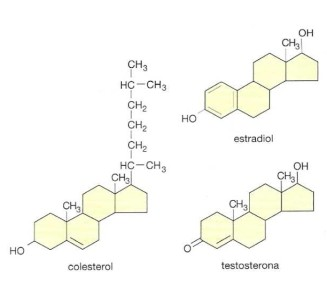 CH₃
HC—CH₃
CH₂
CH₂
CH₂
HC—CH₃
CH₃
CH₃
HO
colesterol
OH
CH₃
HO
estradiol
OH
CH₃
CH₃
O
testosterona